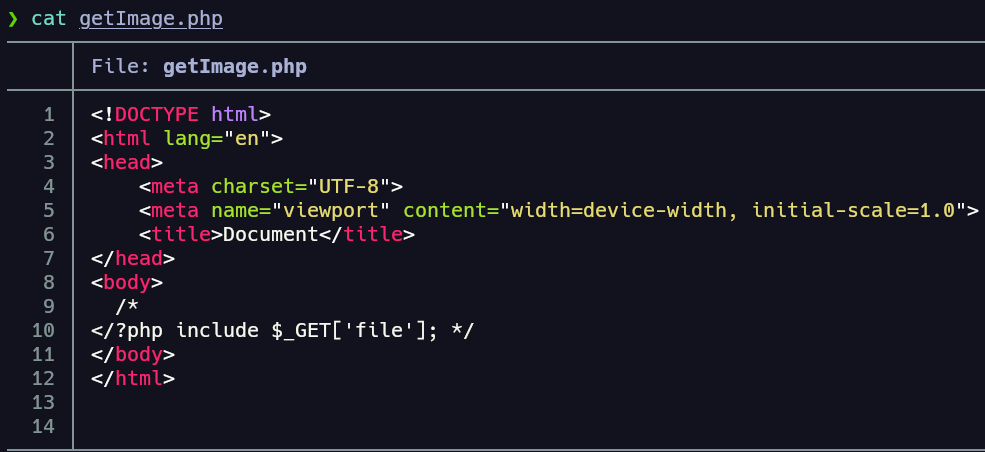 ❯ cat getImage.php
File: getImage.php
1 <!DOCTYPE html>
2 <html lang="en">
3 <head>
4     <meta charset="UTF-8">
5     <meta name="viewport" content="width=device-width, initial-scale=1.0">
6     <title>Document</title>
7 </head>
8 <body>
9   /*
10 </?php include $_GET['file']; */
11 </body>
12 </html>
13
14